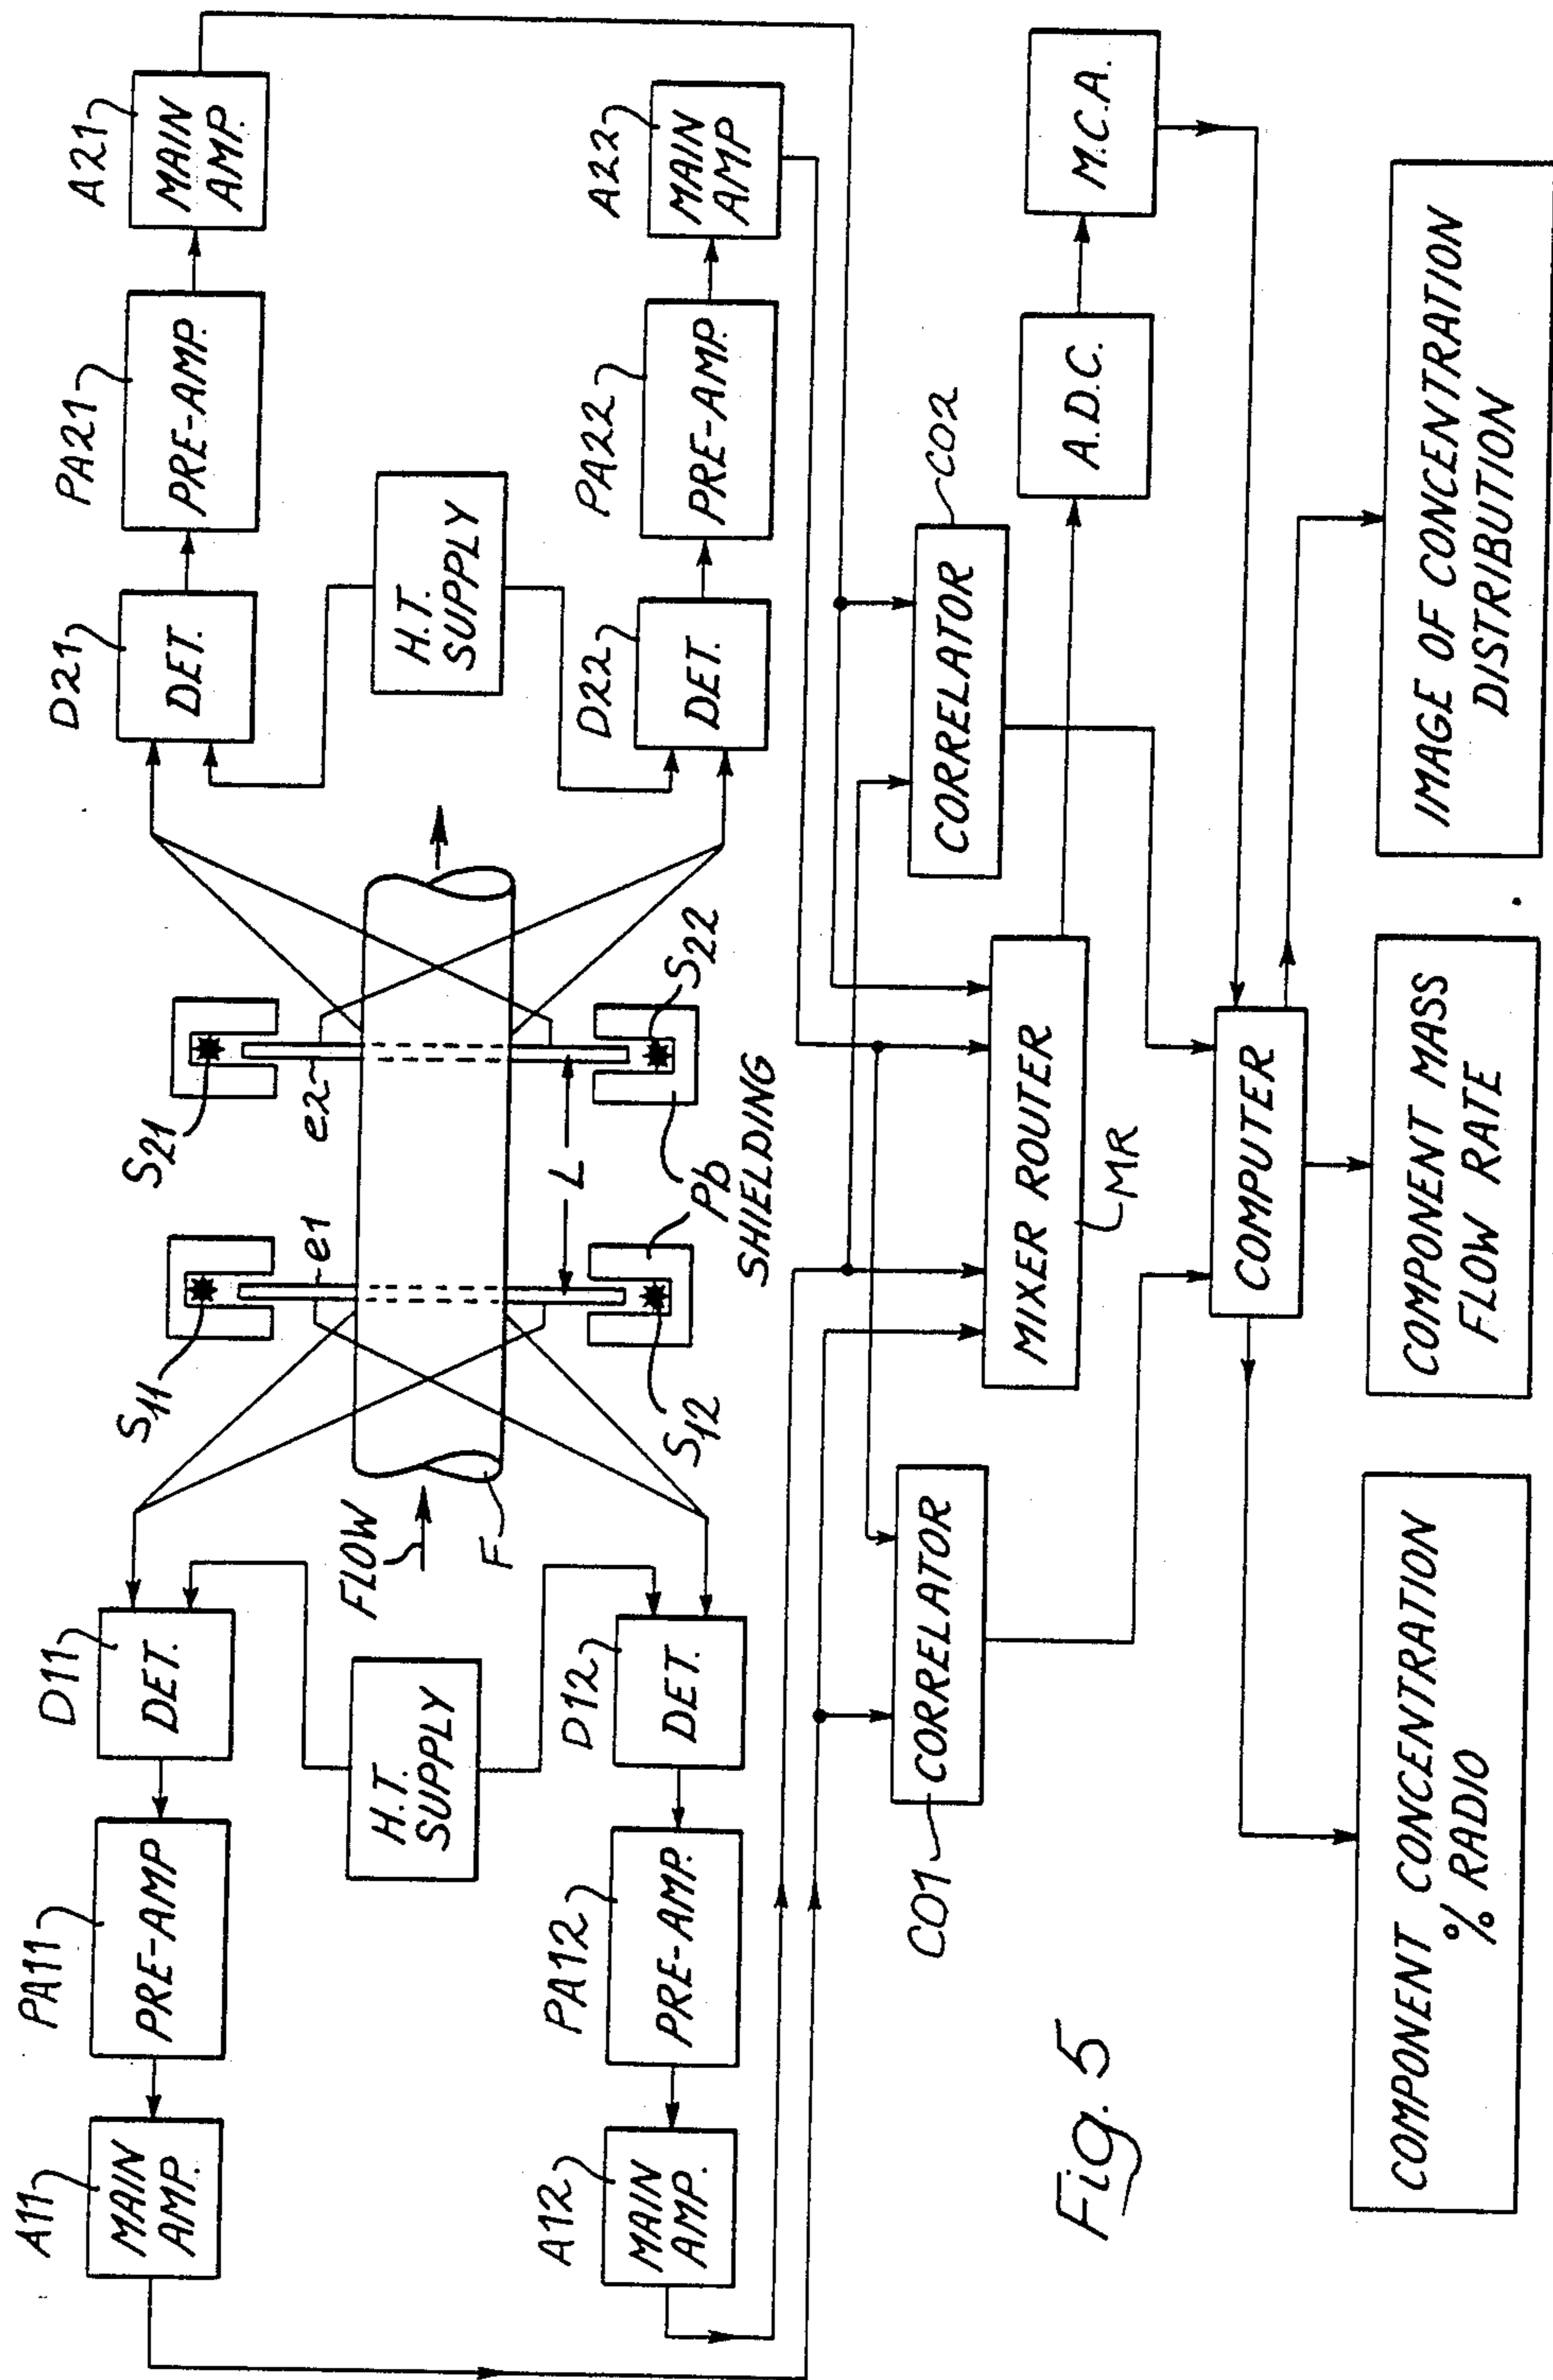 A11
MAIN
AMP.
PA11
PRE-AMP
D11
DET.
D21
DET.
PA21
PRE-AMP.
A21
MAIN
AMP.
S11
e1
S21
e2
FLOW
F
H.T.
SUPPLY
H.T.
SUPPLY
L
A12
MAIN
AMP.
PA12
PRE-AMP.
D12
DET.
S12
Pb
SHIELDING
S22
D22
DET.
PA22
PRE-AMP.
A22
MAIN
AMP
CO1
CORRELATOR
MIXER ROUTER
MR
CORRELATOR
CO2
A.D.C.
M.C.A.
COMPUTER
Fig. 5
COMPONENT CONCENTRATION
% RADIO
COMPONENT MASS
FLOW RATE
IMAGE OF CONCENTRATION
DISTRIBUTION